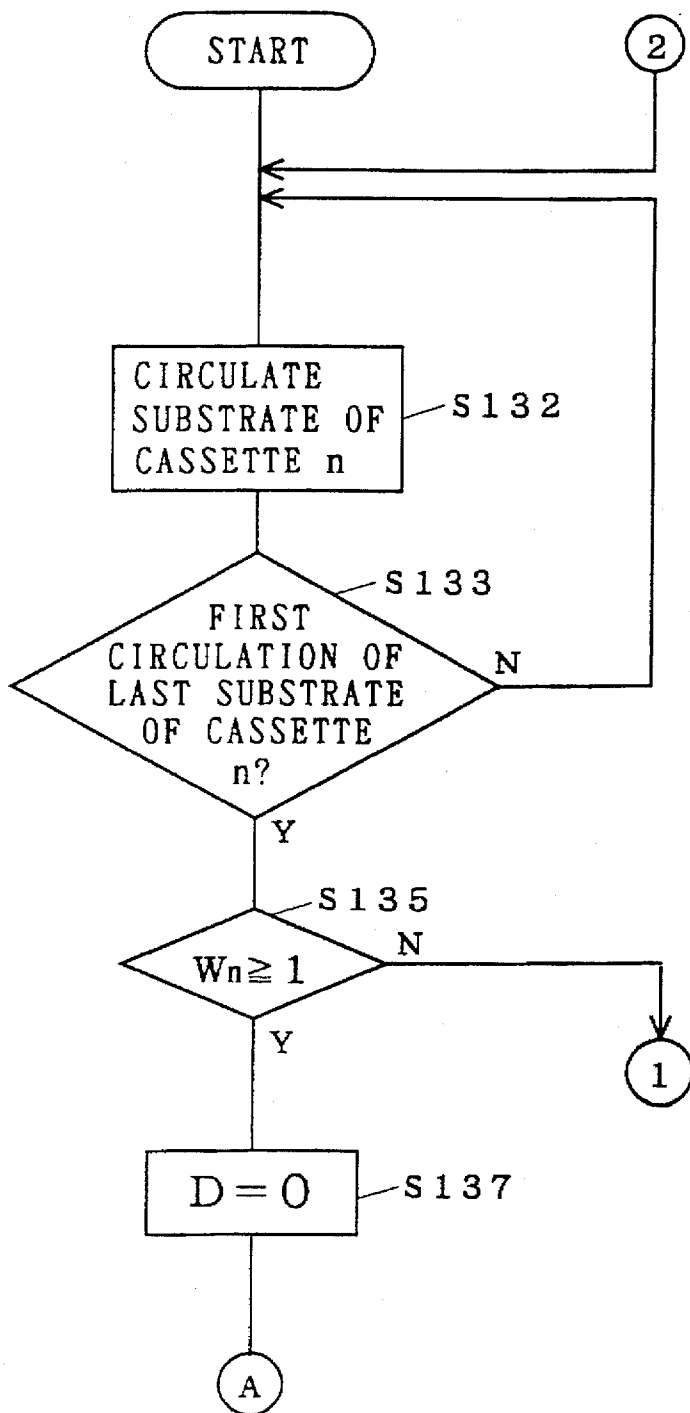 START
2
CIRCULATE
SUBSTRATE OF
CASSETTE n
S132
S133
FIRST
CIRCULATION OF
LAST SUBSTRATE
OF CASSETTE
n?
N
Y
S135
Wn≧1
N
Y
1
D=0
S137
A